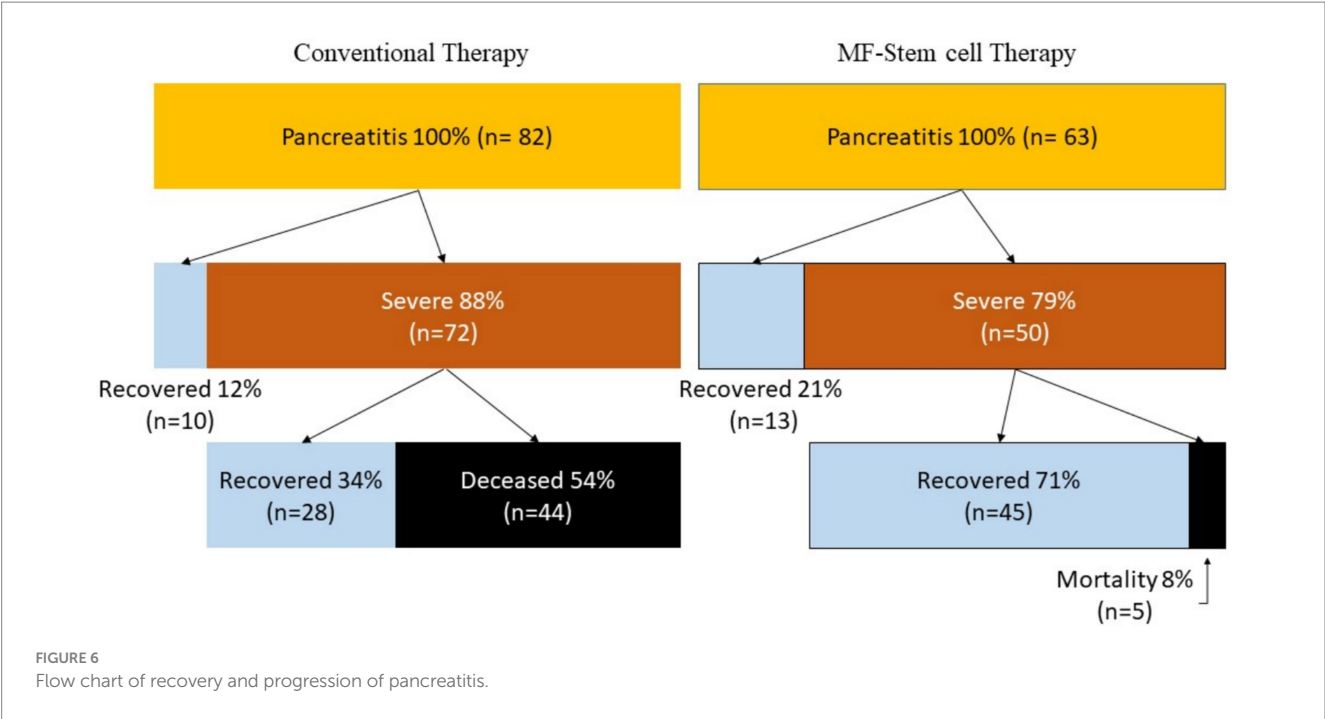 Conventional Therapy
MF-Stem cell Therapy
Pancreatitis 100% (n= 82)
Pancreatitis 100% (n= 63)
Severe 88%
(n=72)
Severe 79%
(n=50)
Recovered 12%
(n=10)
Recovered 21%
(n=13)
Recovered 34%
(n=28)
Deceased 54%
(n=44)
Recovered 71%
(n=45)
Mortality 8%
(n=5)
FIGURE 6
Flow chart of recovery and progression of pancreatitis.